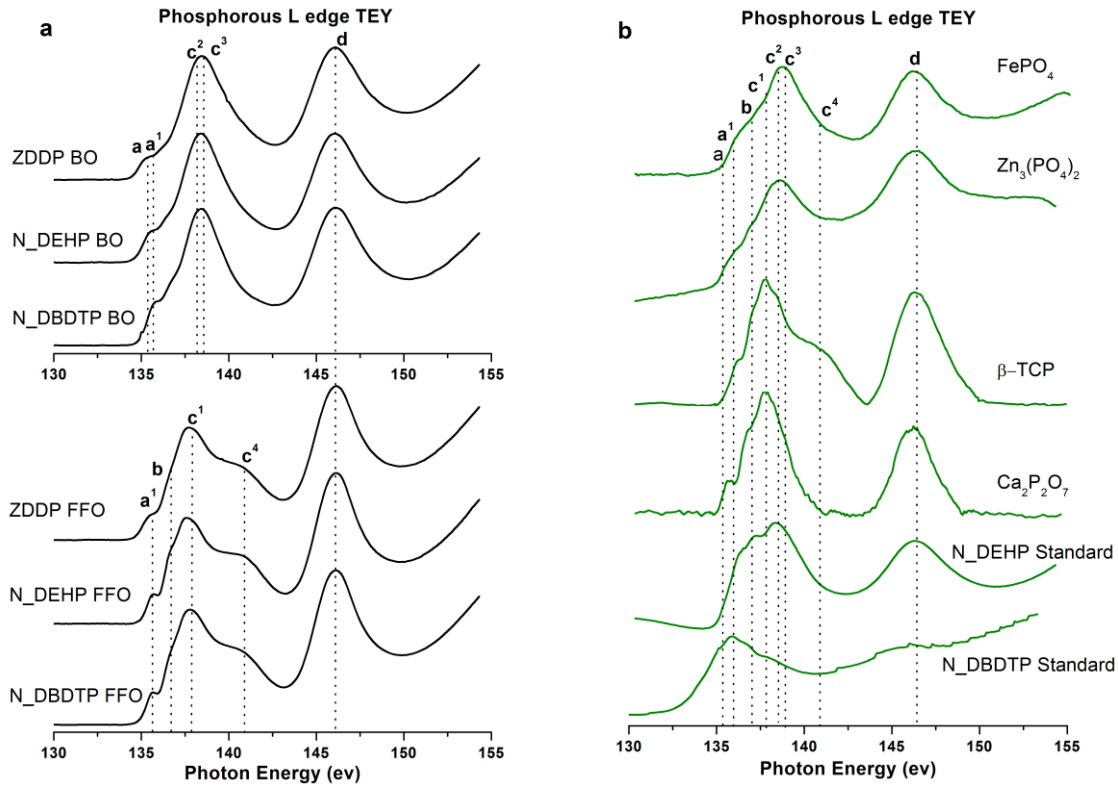 Phosphorous L edge TEY
a
c² c³ d
a a¹
ZDDP BO
N_DEHP BO
N_DBDTP BO
130 135 140 145 150 155
c¹
c⁴
b
a¹
ZDDP FFO
N_DEHP FFO
N_DBDTP FFO
130 135 140 145 150 155
Photon Energy (ev)
Phosphorous L edge TEY
b
c² c³ d
c¹
b c⁴
a¹
a
FePO₄
Zn₃(PO₄)₂
β–TCP
Ca₂P₂O₇
N_DEHP Standard
N_DBDTP Standard
130 135 140 145 150 155
Photon Energy (ev)